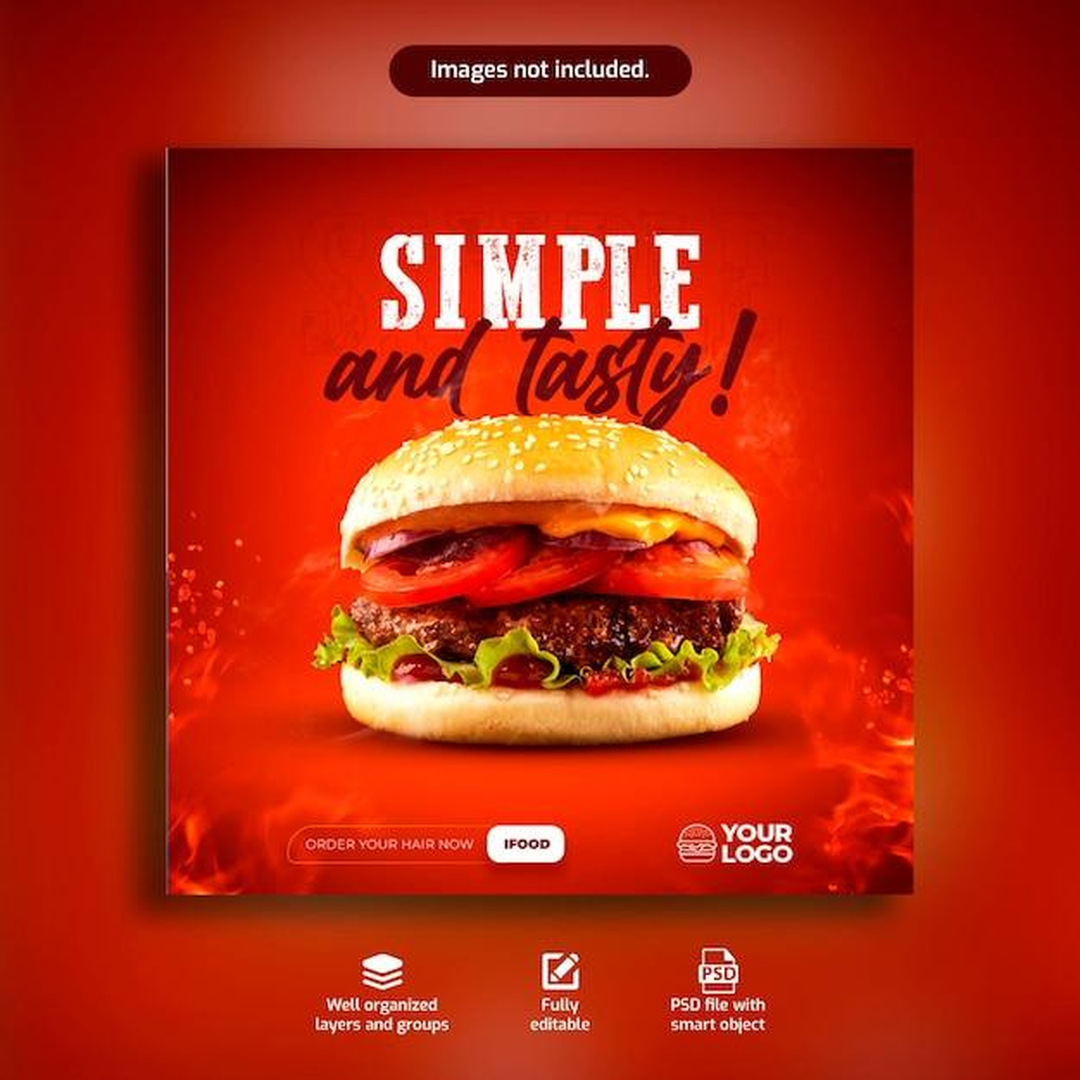 Images not included.
SIMPLE
and tasty!
ORDER YOUR HAIR NOW IFOOD
YOUR
LOGO
Well organized
layers and groups
Fully
editable
PSD
PSD file with
smart object